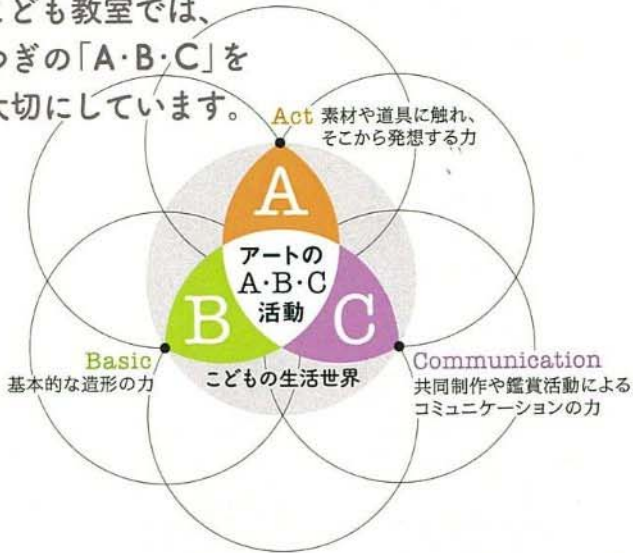 こども教室では、
つぎの「A・B・C」を
大切にしています。
Act 素材や道具に触れ、
そこから発想する力
A
アートの
A・B・C
活動
B
C
Basic
基本的な造形の力
こどもの生活世界
Communication
共同制作や鑑賞活動による
コミュニケーションの力